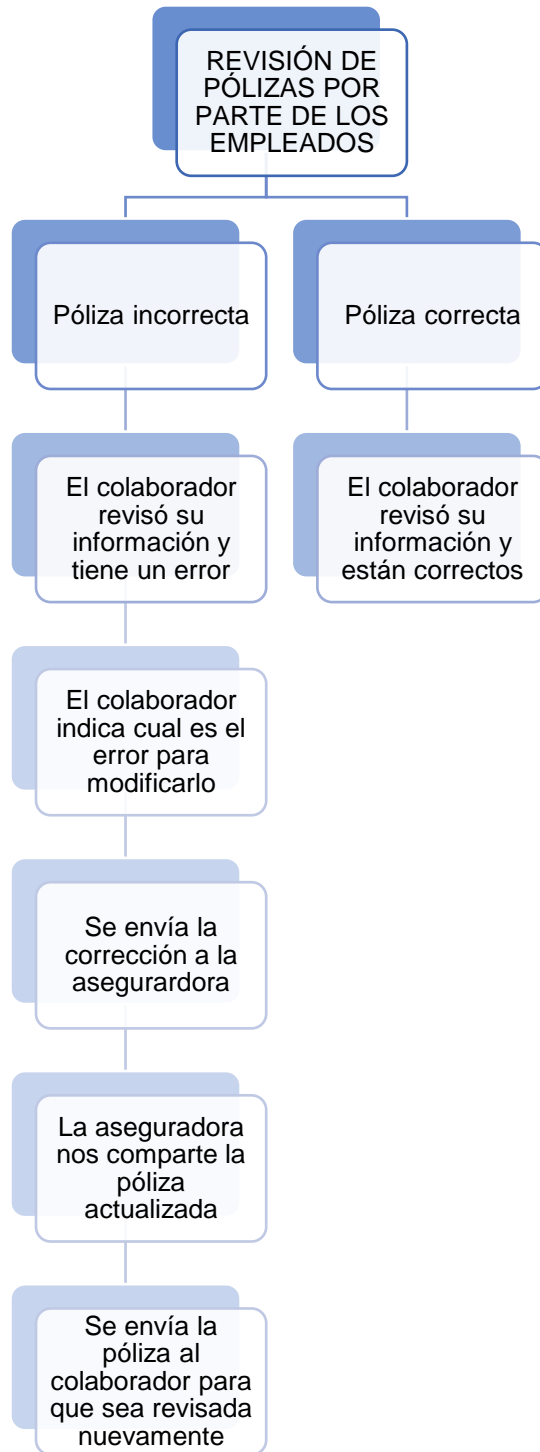 REVISIÓN DE
PÓLIZAS POR
PARTE DE LOS
EMPLEADOS
Póliza incorrecta
Póliza correcta
El colaborador
revisó su
información y
tiene un error
El colaborador
revisó su
información y
están correctos
El colaborador
indica cual es el
error para
modificarlo
Se envía la
corrección a la
asegurardora
La aseguradora
nos comparte la
póliza
actualizada
Se envía la
póliza al
colaborador para
que sea revisada
nuevamente